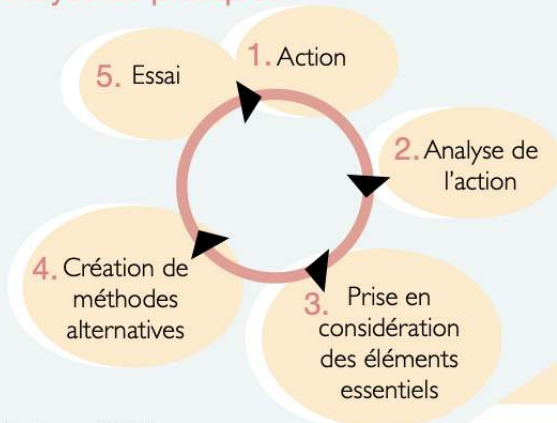 1. Action
2. Analyse de
l'action
3. Prise en
considération
des éléments
essentiels
4. Création de
méthodes
alternatives
5. Essai